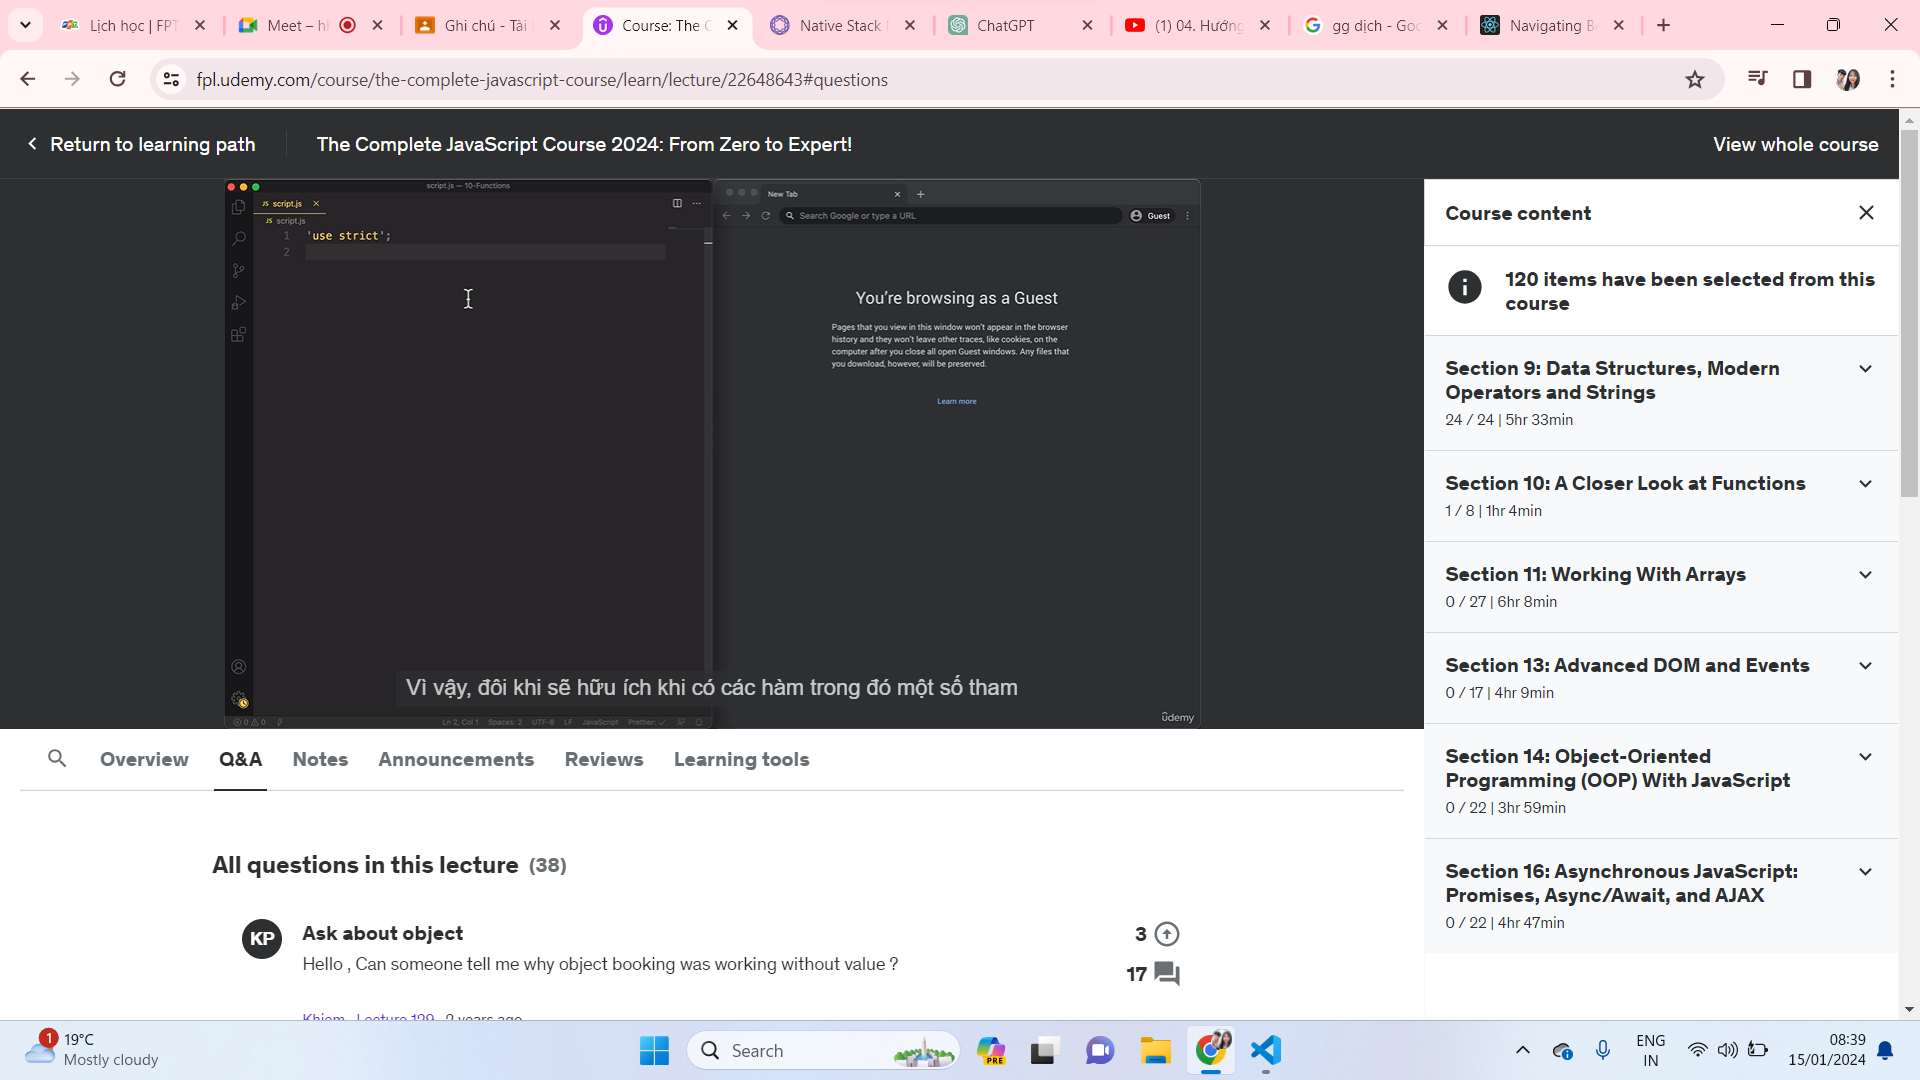 Lịch học | FPT
Meet – hh
Ghi chú - Tài
Course: The C
Native Stack
ChatGPT
(1) 04. Hướng
gg dịch - Goo
Navigating B
fpl.udemy.com/course/the-complete-javascript-course/learn/lecture/22648643#questions
Return to learning path
The Complete JavaScript Course 2024: From Zero to Expert!
View whole course
script.js — 10-Functions
JS script.js
JS script.js
1 'use strict';
2
Ln 2, Col 1 Spaces: 2 UTF-8 LF JavaScript Prettier: ✓
New Tab
Search Google or type a URL
Guest
You're browsing as a Guest
Pages that you view in this window won't appear in the browser
history and they won't leave other traces, like cookies, on the
computer after you close all open Guest windows. Any files that
you download, however, will be preserved.
Learn more
Vì vậy, đôi khi sẽ hữu ích khi có các hàm trong đó một số tham
ûdemy
Course content
120 items have been selected from this
course
Section 9: Data Structures, Modern
Operators and Strings
24 / 24 | 5hr 33min
Section 10: A Closer Look at Functions
1 / 8 | 1hr 4min
Section 11: Working With Arrays
0 / 27 | 6hr 8min
Section 13: Advanced DOM and Events
0 / 17 | 4hr 9min
Section 14: Object-Oriented
Programming (OOP) With JavaScript
0 / 22 | 3hr 59min
Section 16: Asynchronous JavaScript:
Promises, Async/Await, and AJAX
0 / 22 | 4hr 47min
Overview
Q&A
Notes
Announcements
Reviews
Learning tools
All questions in this lecture (38)
KP
Ask about object
3
Hello , Can someone tell me why object booking was working without value ?
17
Khiem Lecture 129 2 years ago
1
19°C
Mostly cloudy
Search
PRE
ENG
IN
08:39
15/01/2024